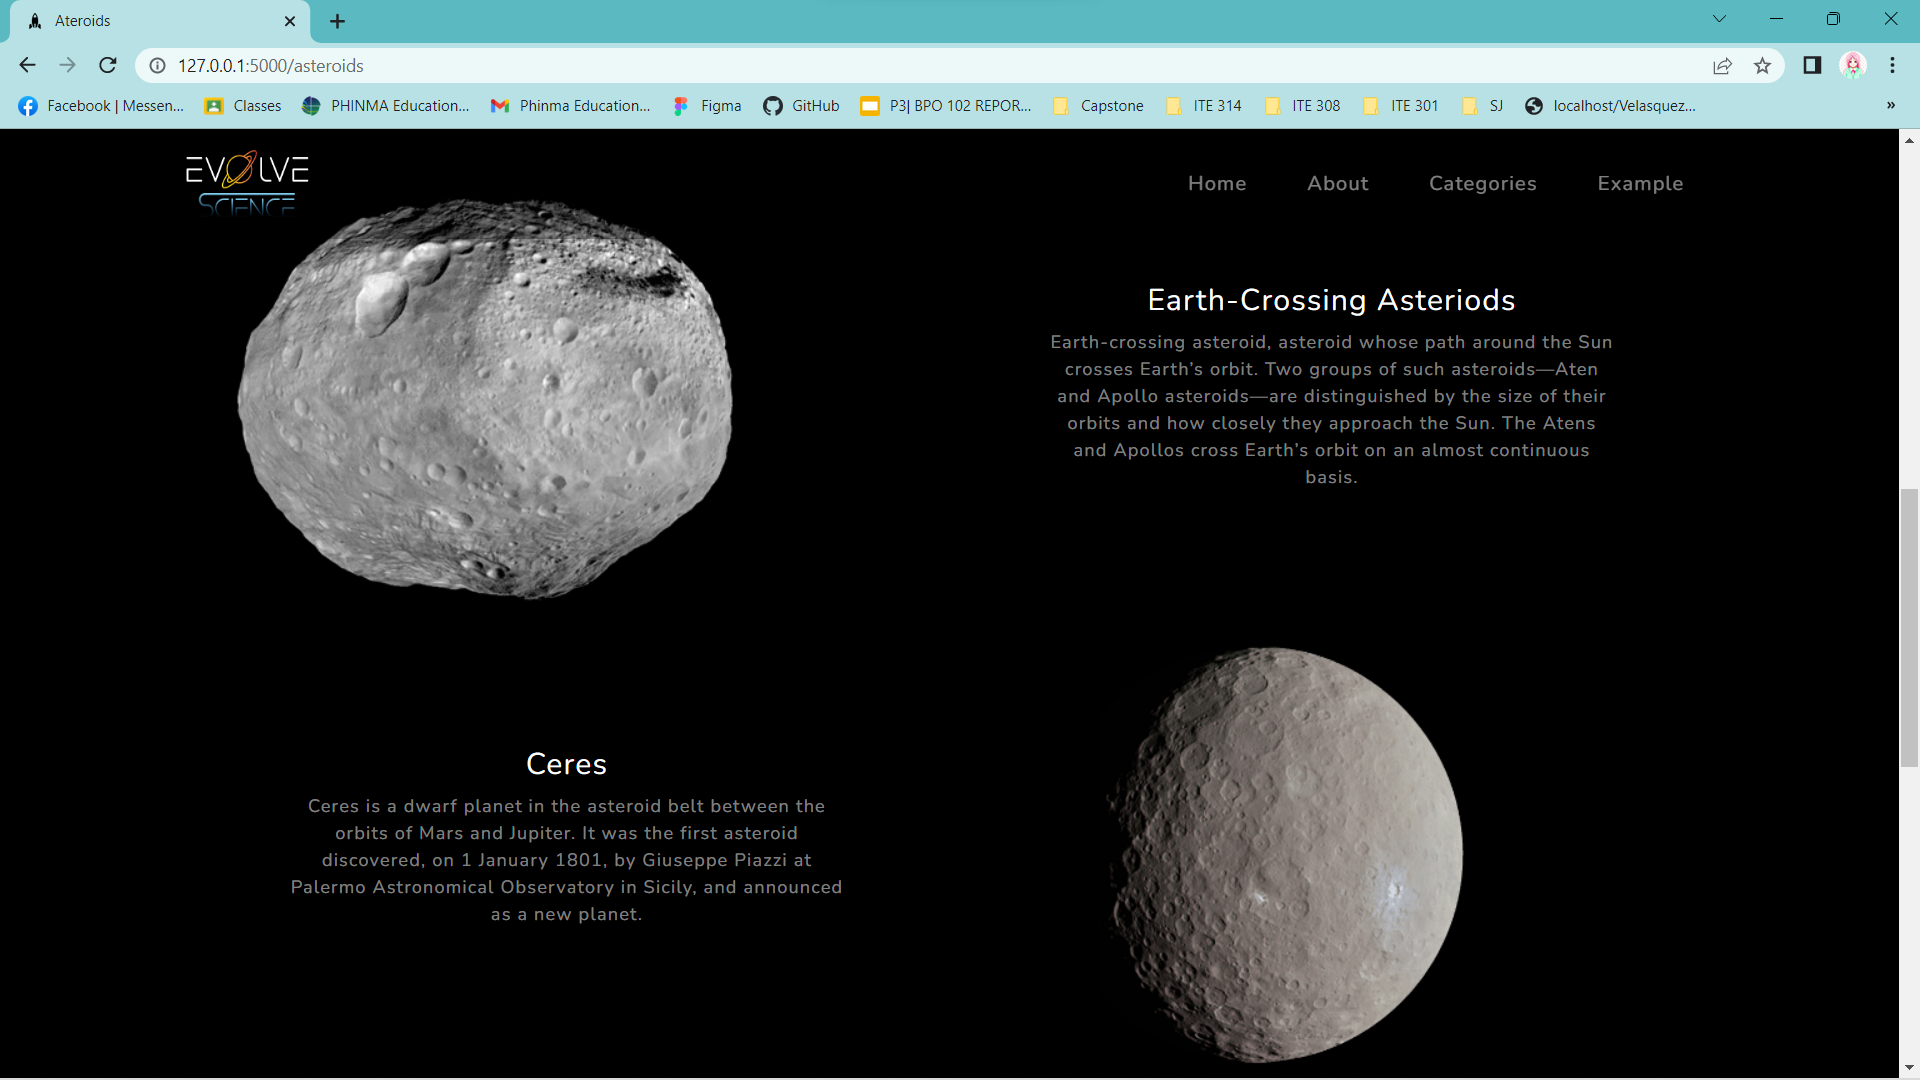 Ateroids
127.0.0.1:5000/asteroids
Facebook | Messen... Classes PHINMA Education... Phinma Education... Figma GitHub P3| BPO 102 REPOR... Capstone ITE 314 ITE 308 ITE 301 SJ localhost/Velasquez... »
EVOLVE
SCIENCE
Home About Categories Example
Earth-Crossing Asteriods
Earth-crossing asteroid, asteroid whose path around the Sun
crosses Earth’s orbit. Two groups of such asteroids—Aten
and Apollo asteroids—are distinguished by the size of their
orbits and how closely they approach the Sun. The Atens
and Apollos cross Earth’s orbit on an almost continuous
basis.
Ceres
Ceres is a dwarf planet in the asteroid belt between the
orbits of Mars and Jupiter. It was the first asteroid
discovered, on 1 January 1801, by Giuseppe Piazzi at
Palermo Astronomical Observatory in Sicily, and announced
as a new planet.